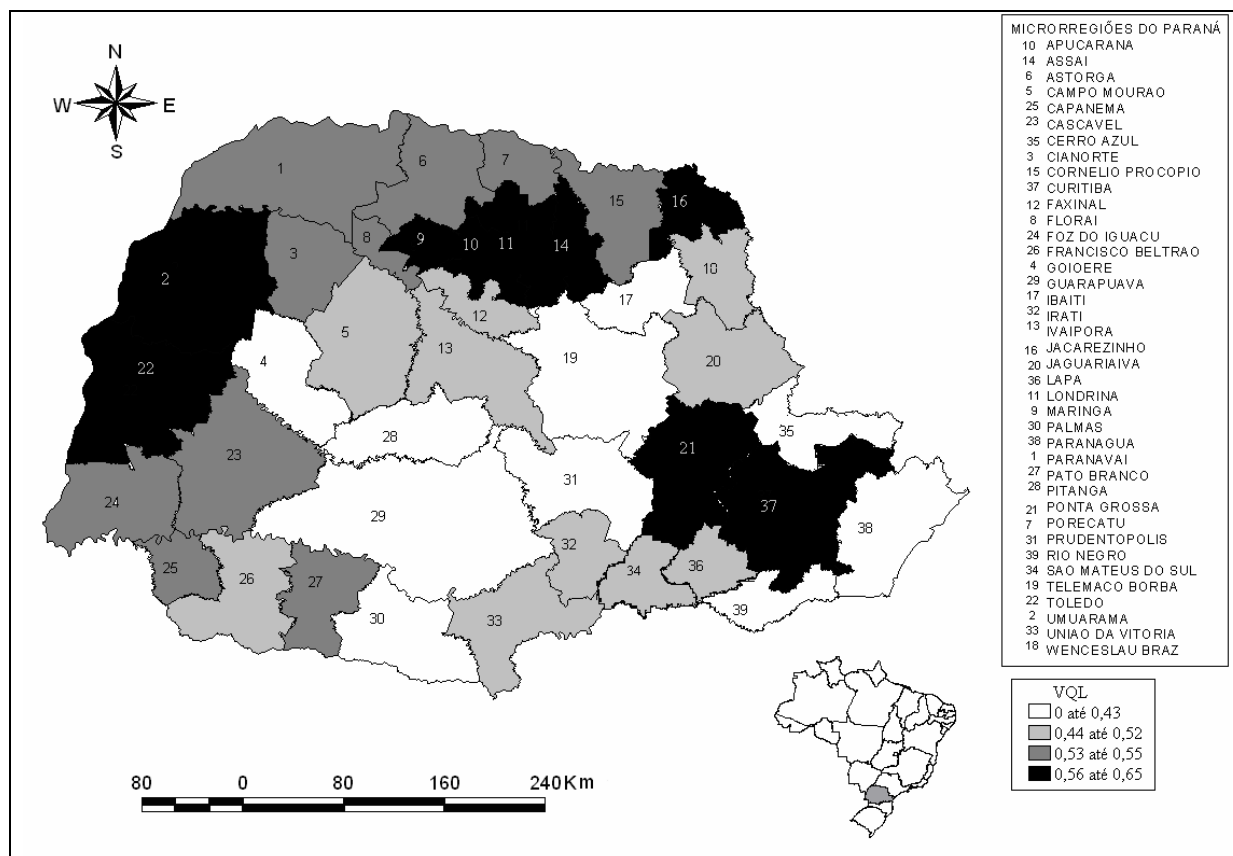 N
W E
S
MICRORREGIÕES DO PARANÁ
10 APUCARANA
14 ASSAI
6 ASTORGA
5 CAMPO MOURAO
25 CAPANEMA
23 CASCAVEL
35 CERRO AZUL
3 CIANORTE
15 CORNELIO PROCOPIO
37 CURITIBA
12 FAXINAL
8 FLORAI
24 FOZ DO IGUACU
26 FRANCISCO BELTRAO
4 GOIOERE
29 GUARAPUAVA
17 IBAITI
32 IRATI
13 IVAIPORA
16 JACAREZINHO
20 JAGUARIAIVA
36 LAPA
11 LONDRINA
9 MARINGA
30 PALMAS
38 PARANAGUA
1 PARANAVAI
27 PATO BRANCO
28 PITANGA
21 PONTA GROSSA
7 PORECATU
31 PRUDENTOPOLIS
39 RIO NEGRO
34 SAO MATEUS DO SUL
19 TELEMACO BORBA
22 TOLEDO
2 UMUARAMA
33 UNIAO DA VITORIA
18 WENCESLAU BRAZ
1
6
7
15
16
2
3
8
9
10
11
14
18
17
12
5
13
19
20
4
22
28
21
35
23
31
37
24
29
38
32
25
26
27
34
36
30
33
39
VQL
0 até 0,43
0,44 até 0,52
0,53 até 0,55
0,56 até 0,65
80 0 80 160 240 Km